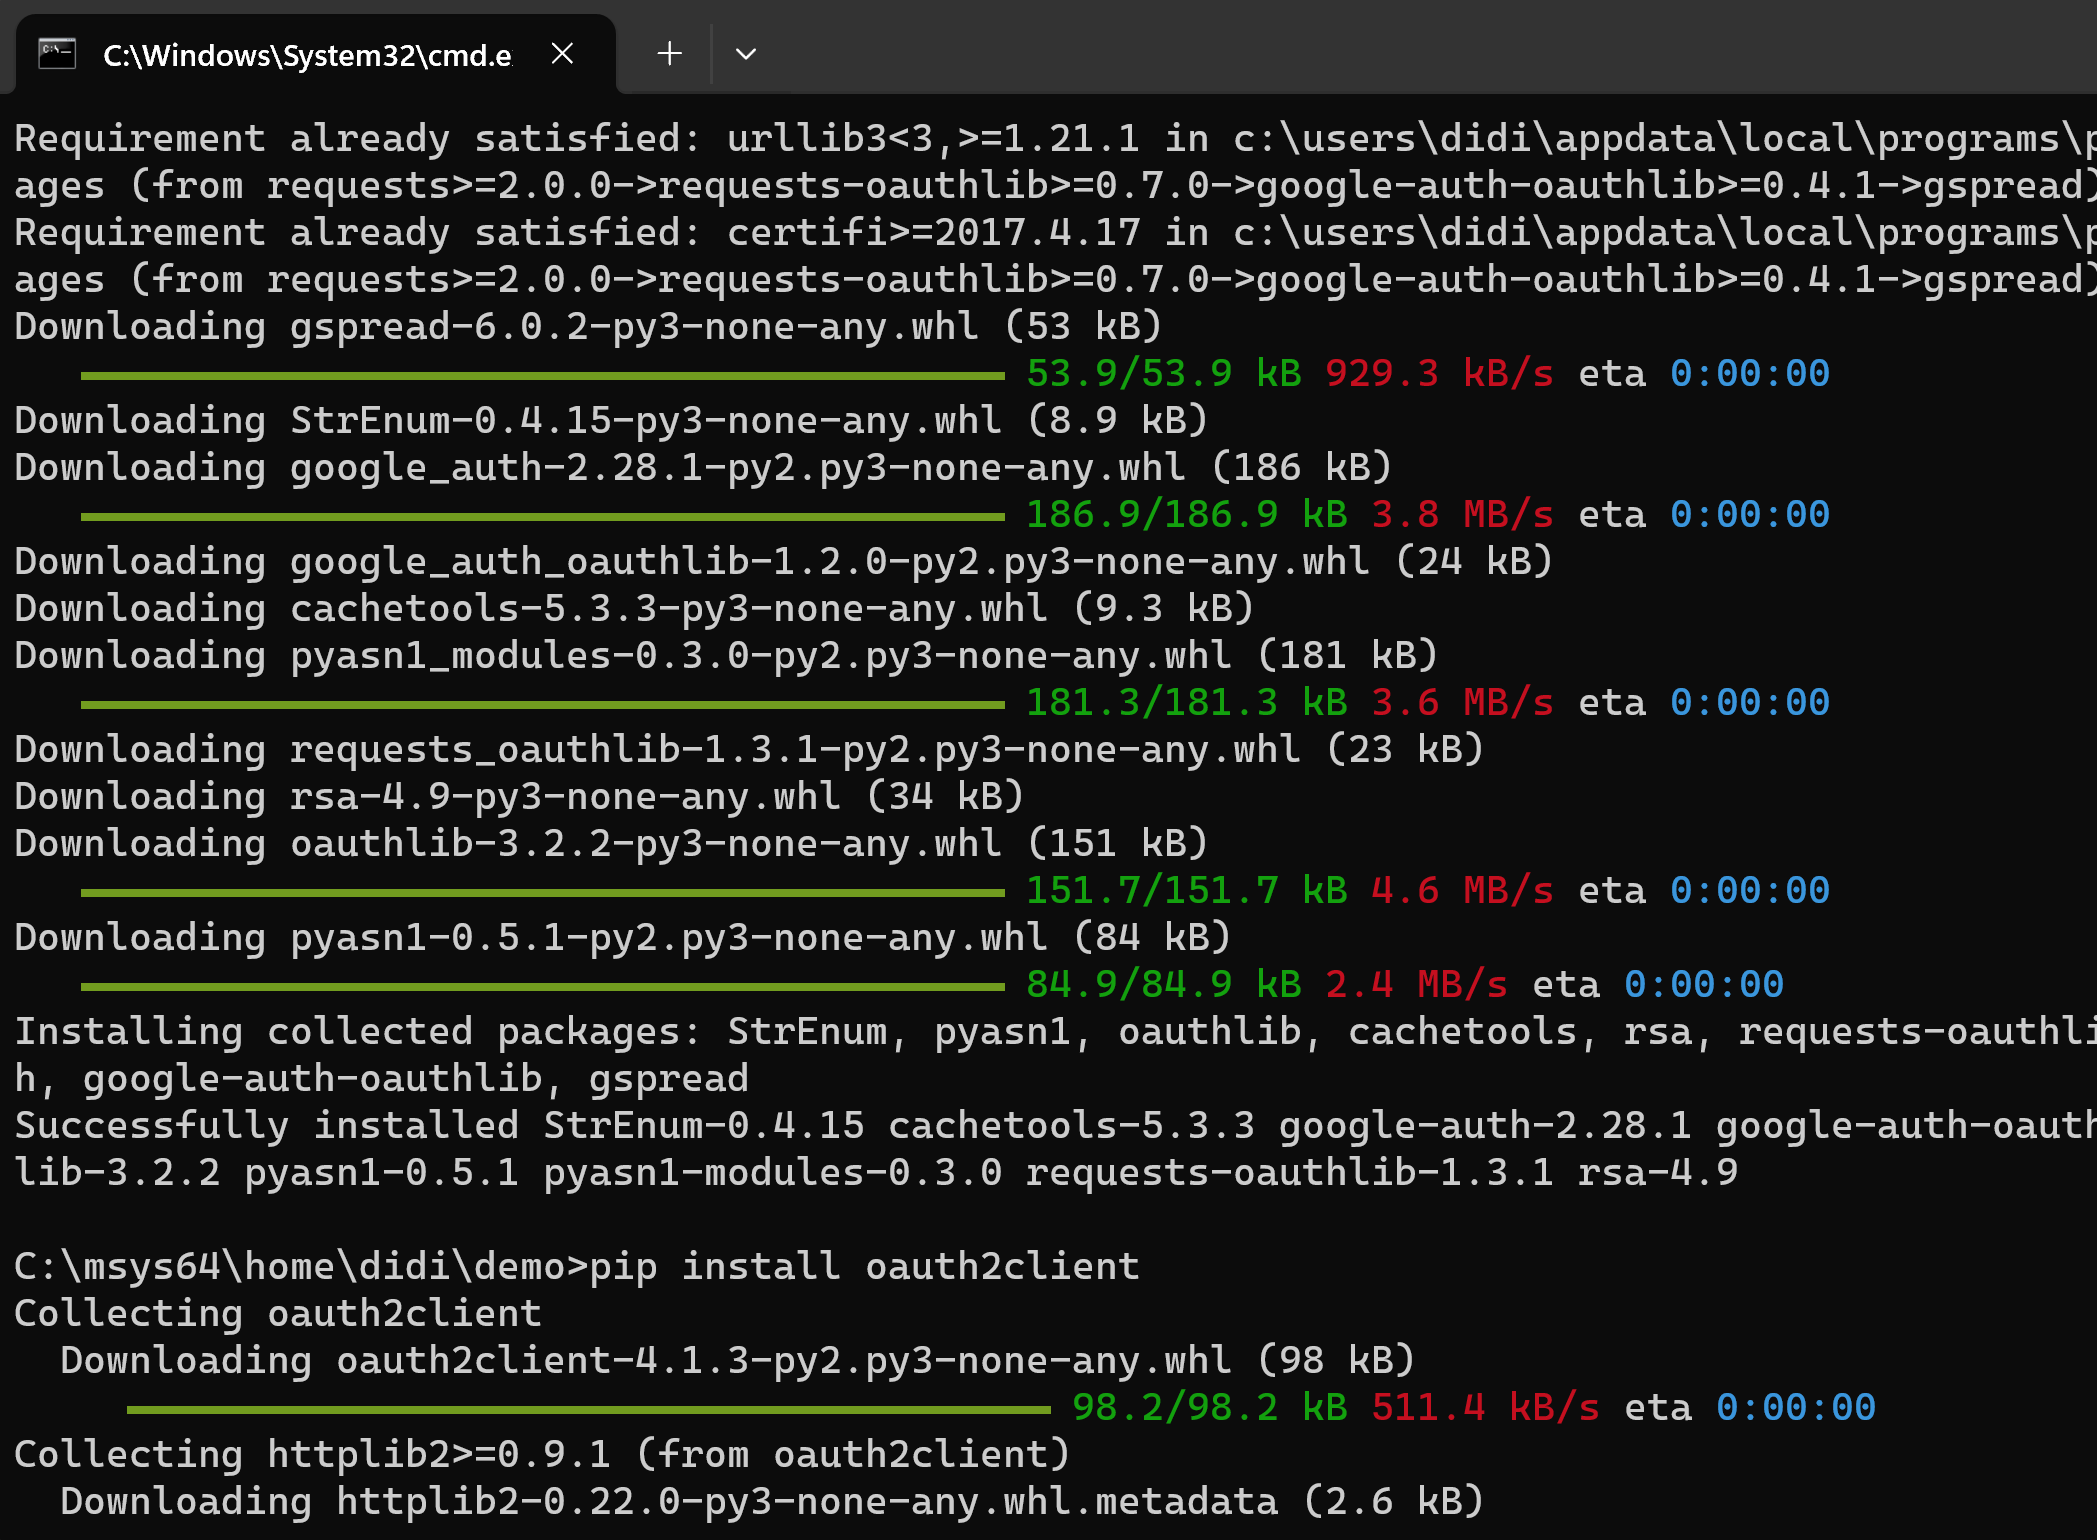 C:\Windows\System32\cmd.e
Requirement already satisfied: urllib3<3,>=1.21.1 in c:\users\didi\appdata\local\programs\p
ages (from requests>=2.0.0->requests-oauthlib>=0.7.0->google-auth-oauthlib>=0.4.1->gspread)
Requirement already satisfied: certifi>=2017.4.17 in c:\users\didi\appdata\local\programs\p
ages (from requests>=2.0.0->requests-oauthlib>=0.7.0->google-auth-oauthlib>=0.4.1->gspread)
Downloading gspread-6.0.2-py3-none-any.whl (53 kB)
53.9/53.9 kB 929.3 kB/s eta 0:00:00
Downloading StrEnum-0.4.15-py3-none-any.whl (8.9 kB)
Downloading google_auth-2.28.1-py2.py3-none-any.whl (186 kB)
186.9/186.9 kB 3.8 MB/s eta 0:00:00
Downloading google_auth_oauthlib-1.2.0-py2.py3-none-any.whl (24 kB)
Downloading cachetools-5.3.3-py3-none-any.whl (9.3 kB)
Downloading pyasn1_modules-0.3.0-py2.py3-none-any.whl (181 kB)
181.3/181.3 kB 3.6 MB/s eta 0:00:00
Downloading requests_oauthlib-1.3.1-py2.py3-none-any.whl (23 kB)
Downloading rsa-4.9-py3-none-any.whl (34 kB)
Downloading oauthlib-3.2.2-py3-none-any.whl (151 kB)
151.7/151.7 kB 4.6 MB/s eta 0:00:00
Downloading pyasn1-0.5.1-py2.py3-none-any.whl (84 kB)
84.9/84.9 kB 2.4 MB/s eta 0:00:00
Installing collected packages: StrEnum, pyasn1, oauthlib, cachetools, rsa, requests-oauthli
h, google-auth-oauthlib, gspread
Successfully installed StrEnum-0.4.15 cachetools-5.3.3 google-auth-2.28.1 google-auth-oauth
lib-3.2.2 pyasn1-0.5.1 pyasn1-modules-0.3.0 requests-oauthlib-1.3.1 rsa-4.9
C:\msys64\home\didi\demo>pip install oauth2client
Collecting oauth2client
Downloading oauth2client-4.1.3-py2.py3-none-any.whl (98 kB)
98.2/98.2 kB 511.4 kB/s eta 0:00:00
Collecting httplib2>=0.9.1 (from oauth2client)
Downloading httplib2-0.22.0-py3-none-any.whl.metadata (2.6 kB)